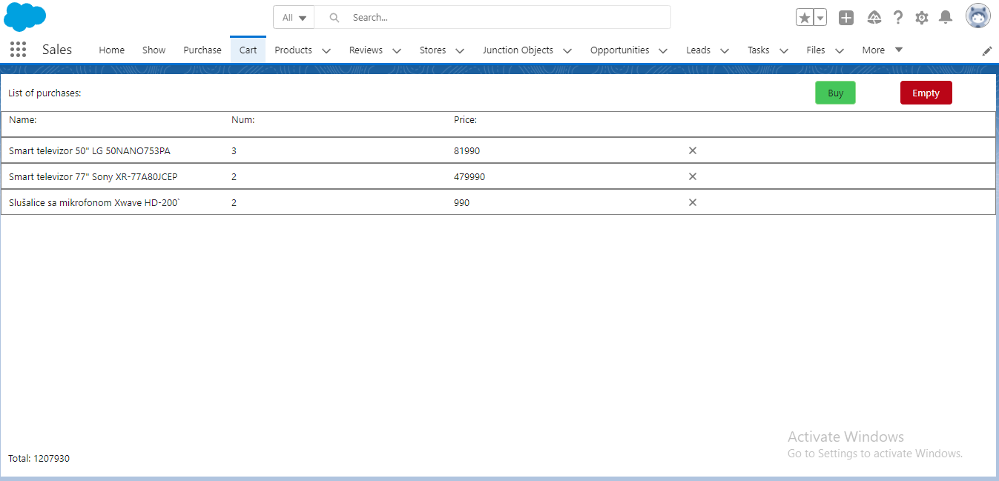 All Search...
Sales Home Show Purchase Cart Products Reviews Stores Junction Objects Opportunities Leads Tasks Files More
List of purchases: Buy Empty
Name: Num: Price:
Smart televizor 50" LG 50NANO753PA 3 81990
Smart televizor 77" Sony XR-77A80JCEP 2 479990
Slušalice sa mikrofonom Xwave HD-200` 2 990
Activate Windows
Go to Settings to activate Windows.
Total: 1207930